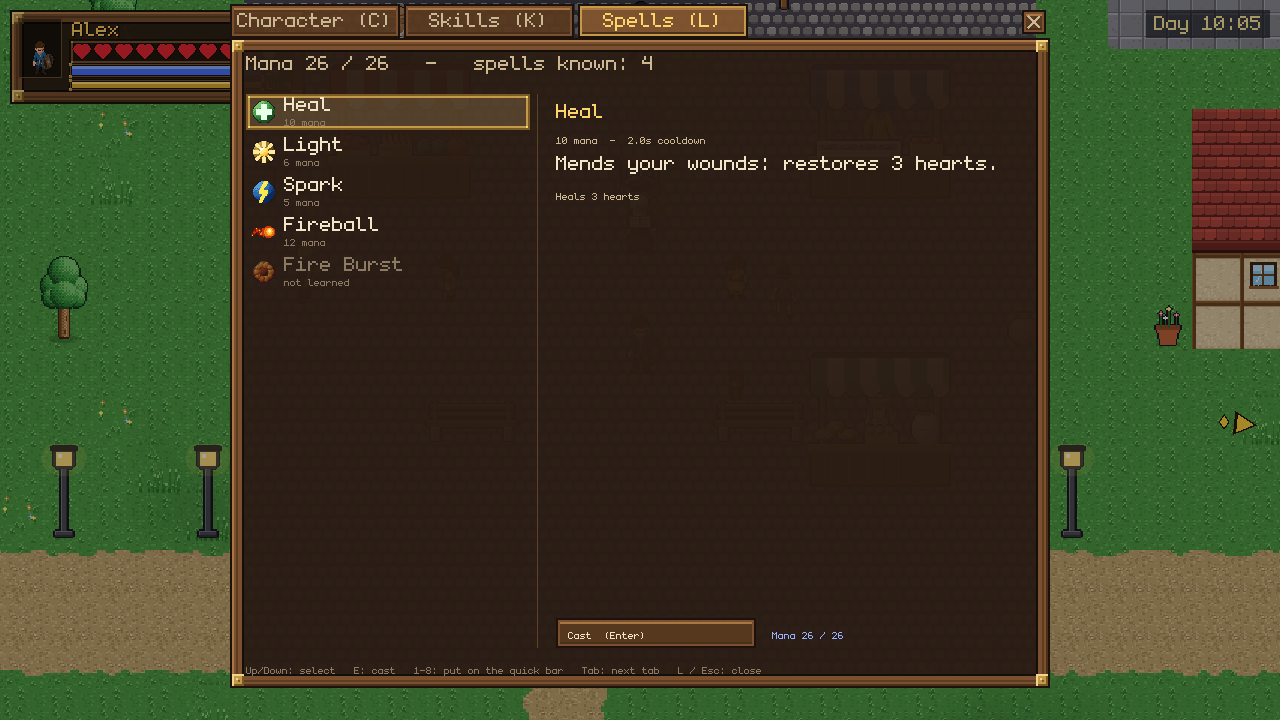 Alex
Character (C)
Skills (K)
Spells (L)
Day 10:05
Mana 26 / 26 - spells known: 4
Heal
10 mana
Light
6 mana
Spark
5 mana
Fireball
12 mana
Fire Burst
not learned
Heal
10 mana - 2.0s cooldown
Mends your wounds: restores 3 hearts.
Heals 3 hearts
Cast (Enter)
Mana 26 / 26
Up/Down: select E: cast 1-8: put on the quick bar Tab: next tab L / Esc: close